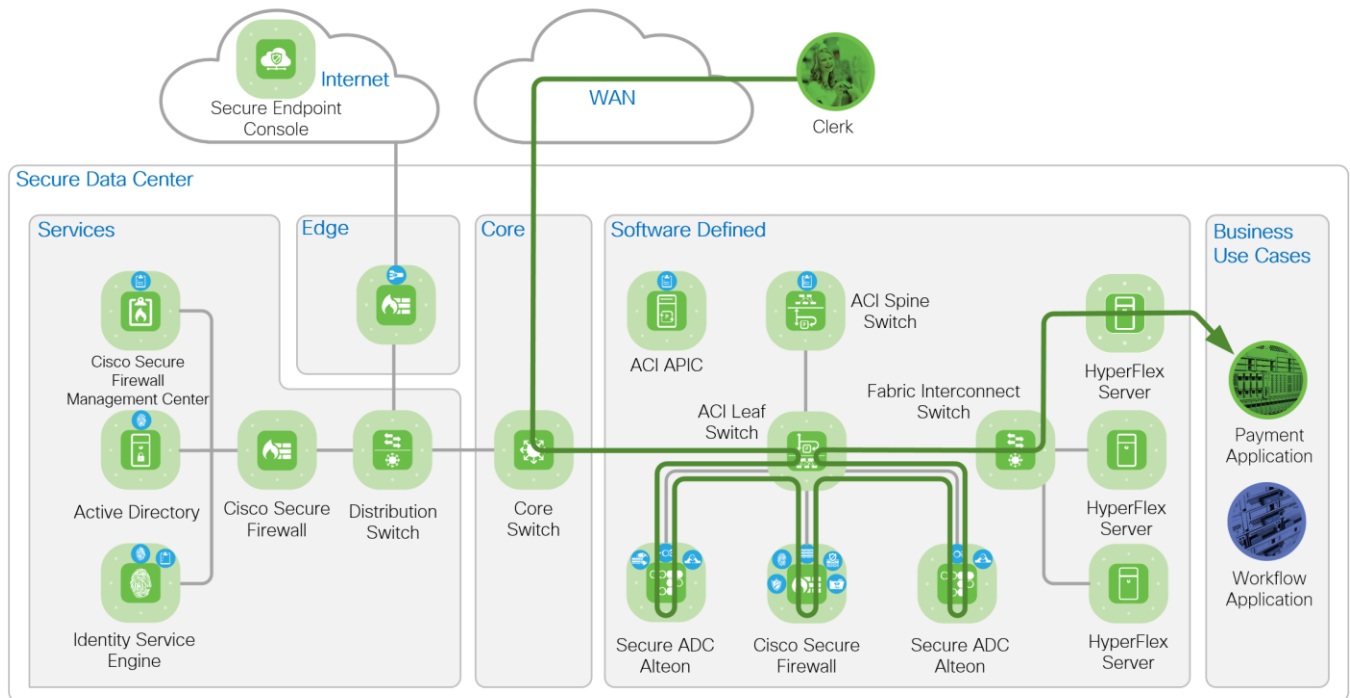 Internet
Secure Endpoint
Console
WAN
Clerk
Secure Data Center
Services
Cisco Secure
Firewall
Management Center
Active Directory
Identity Service
Engine
Cisco Secure
Firewall
Edge
Distribution
Switch
Core
Core
Switch
Software Defined
ACI APIC
ACI Spine
Switch
ACI Leaf
Switch
Fabric Interconnect
Switch
HyperFlex
Server
HyperFlex
Server
HyperFlex
Server
Secure ADC
Alteon
Cisco Secure
Firewall
Secure ADC
Alteon
Business
Use Cases
Payment
Application
Workflow
Application